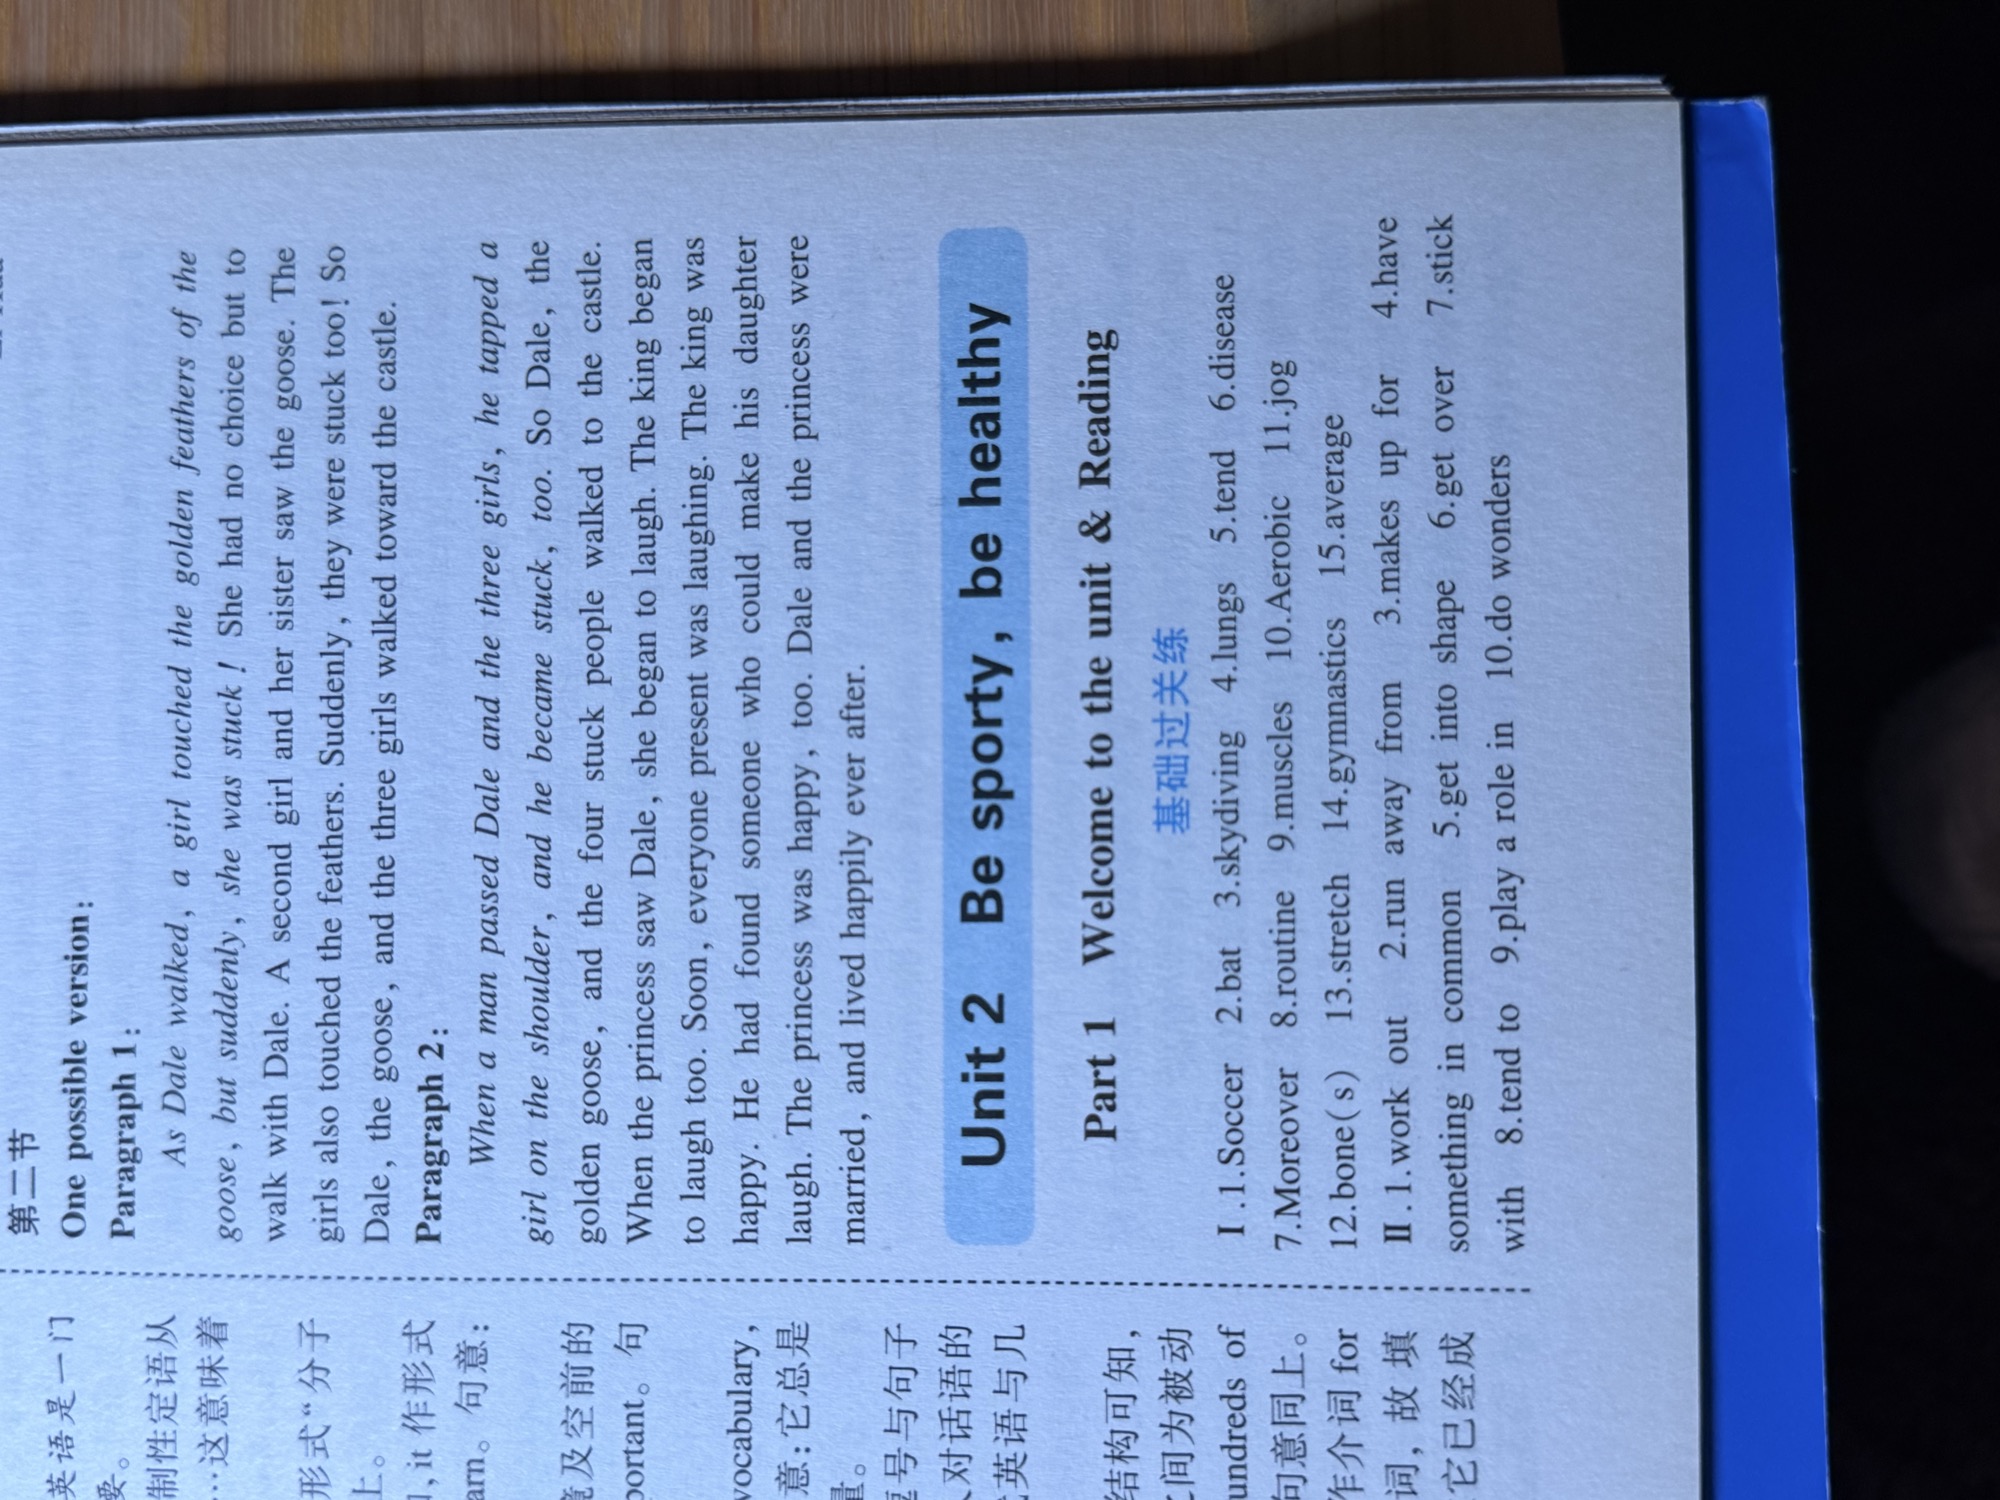 英语是一门
要。
制性定语从
…这意味着
形式“分子
上。
,it 作形式
arn。句意:
及空前的
portant。句
vocabulary,
意:它总是
量。
号与句子
对话语的
英语与几
结构可知,
间为被动
undreds of
句意同上。
作介词 for
词, 故 填
它已经成
第二节
One possible version:
Paragraph 1:
As Dale walked, a girl touched the golden feathers of the
goose, but suddenly, she was stuck! She had no choice but to
walk with Dale. A second girl and her sister saw the goose. The
girls also touched the feathers. Suddenly, they were stuck too! So
Dale, the goose, and the three girls walked toward the castle.
Paragraph 2:
When a man passed Dale and the three girls, he tapped a
girl on the shoulder, and he became stuck, too. So Dale, the
golden goose, and the four stuck people walked to the castle.
When the princess saw Dale, she began to laugh. The king began
to laugh too. Soon, everyone present was laughing. The king was
happy. He had found someone who could make his daughter
laugh. The princess was happy, too. Dale and the princess were
married, and lived happily ever after.
Unit 2 Be sporty, be healthy
Part 1 Welcome to the unit & Reading
基础过关练
Ⅰ.1.Soccer 2.bat 3.skydiving 4.lungs 5.tend 6.disease
7.Moreover 8.routine 9.muscles 10.Aerobic 11.jog
12.bone(s) 13.stretch 14.gymnastics 15.average
Ⅱ.1.work out 2.run away from 3.makes up for 4.have
something in common 5.get into shape 6.get over 7.stick
with 8.tend to 9.play a role in 10.do wonders